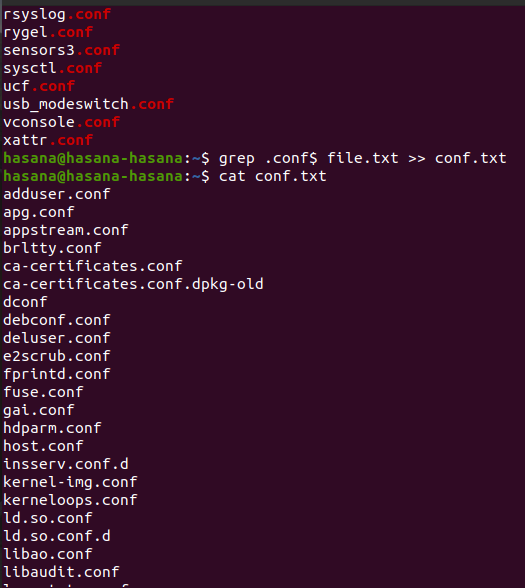 rsyslog.conf
rygel.conf
sensors3.conf
sysctl.conf
ucf.conf
usb_modeswitch.conf
vconsole.conf
xattr.conf
hasana@hasana-hasana:~$ grep .conf$ file.txt >> conf.txt
hasana@hasana-hasana:~$ cat conf.txt
adduser.conf
apg.conf
appstream.conf
brltty.conf
ca-certificates.conf
ca-certificates.conf.dpkg-old
dconf
debconf.conf
deluser.conf
e2scrub.conf
fprintd.conf
fuse.conf
gai.conf
hdparm.conf
host.conf
insserv.conf.d
kernel-img.conf
kerneloops.conf
ld.so.conf
ld.so.conf.d
libao.conf
libaudit.conf